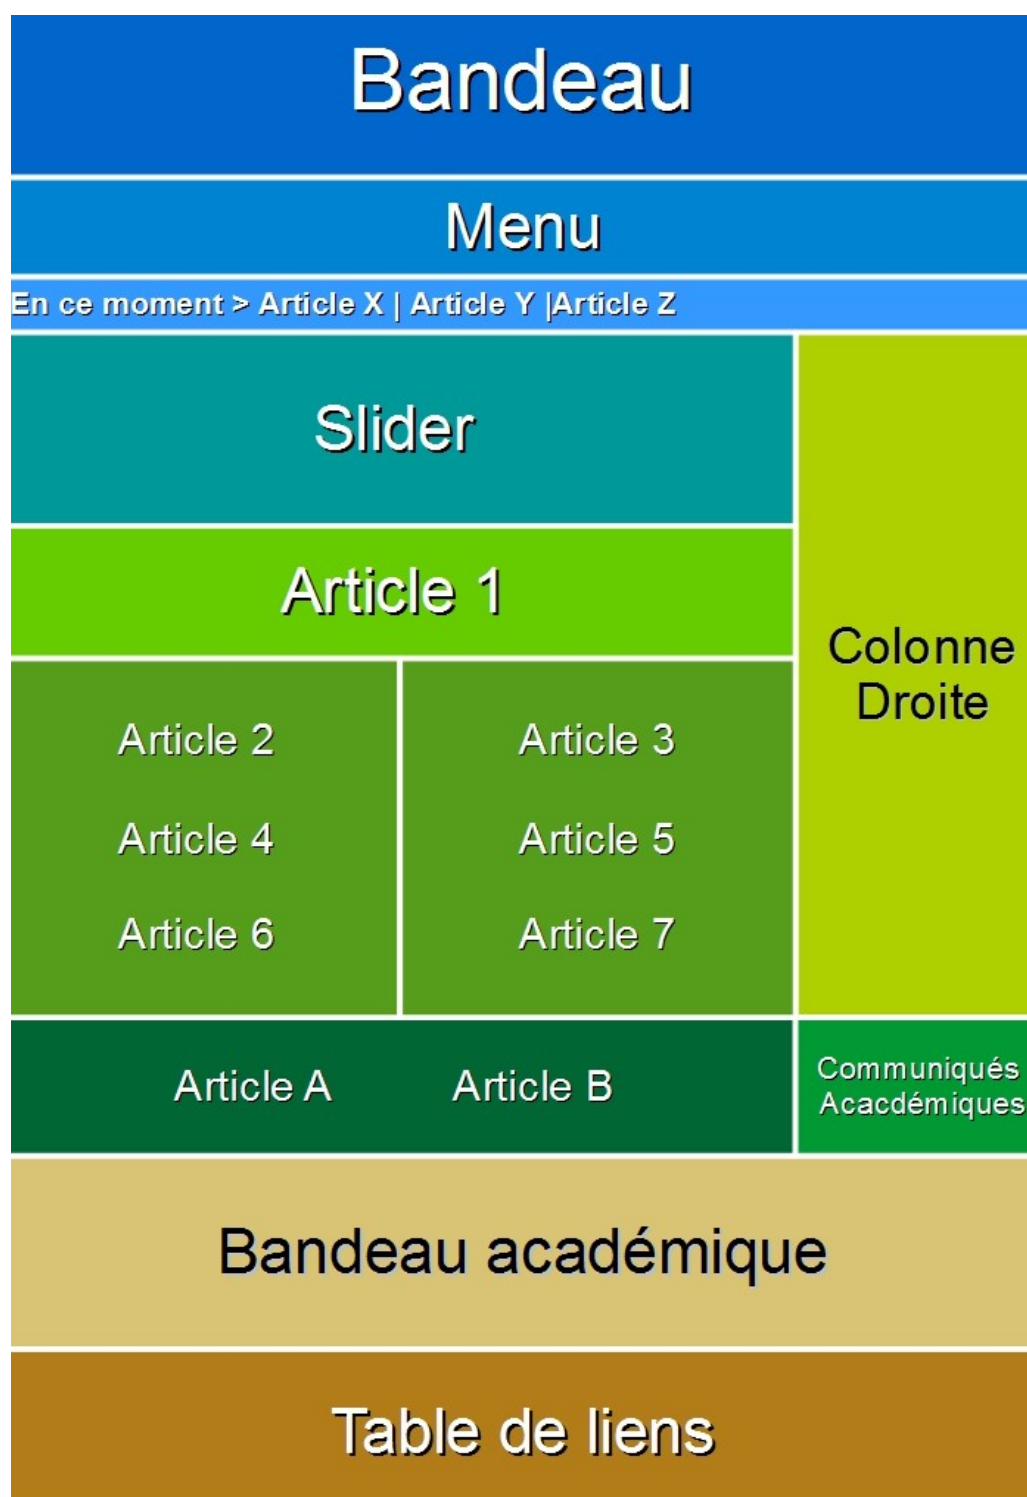 Bandeau
Menu
En ce moment > Article X | Article Y |Article Z
Slider
Article 1
Colonne
Droite
Article 2
Article 3
Article 4
Article 5
Article 6
Article 7
Article A
Article B
Communiqués
Acacdémiques
Bandeau académique
Table de liens